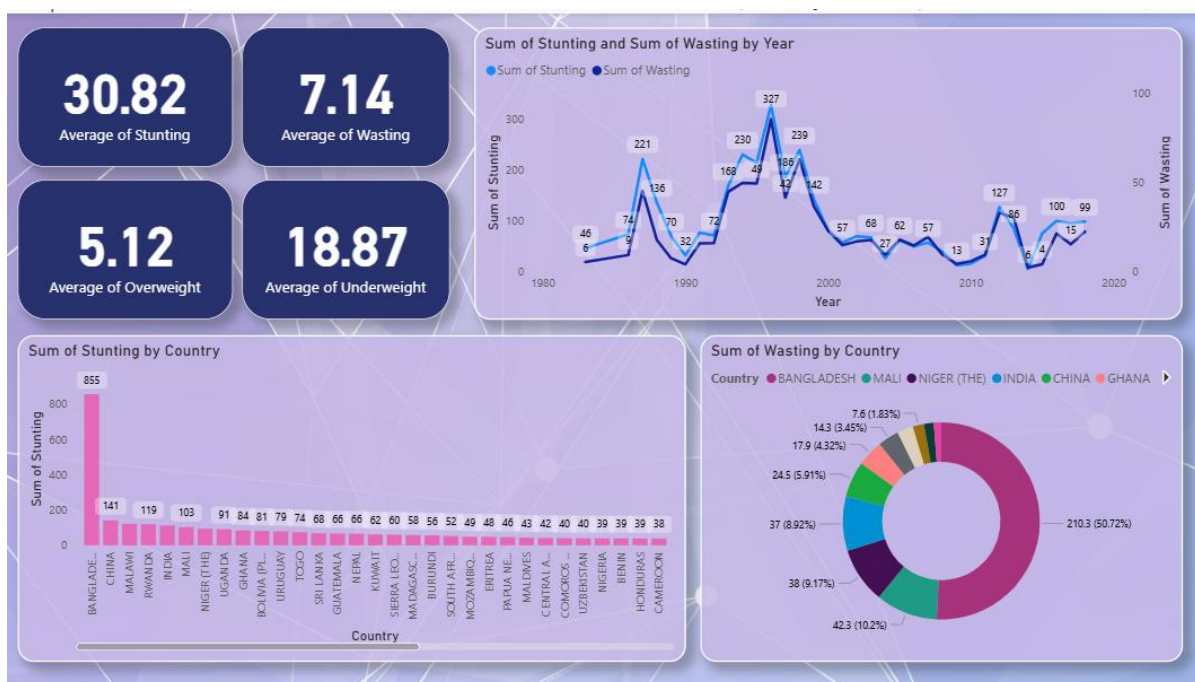 30.82
Average of Stunting
7.14
Average of Wasting
5.12
Average of Overweight
18.87
Average of Underweight
Sum of Stunting and Sum of Wasting by Year
Sum of Stunting Sum of Wasting
Sum of Stunting
300
200
100
0
46
6
74
9
221
136
70
32
72
168
230
49
327
186
42
239
142
57
68
27
62
57
13
31
127
86
6
4
100
15
99
100
50
0
Sum of Wasting
1980 1990 2000 2010 2020
Year
Sum of Stunting by Country
Sum of Stunting
800
600
400
200
0
855
141 119 103 91 84 81 79 74 68 66 66 62 60 58 56 52 49 48 46 43 42 40 40 39 39 39 38
BANGLADE...
CHINA
MALAWI
RWANDA
INDIA
MALI
NIGER (THE)
UGANDA
GHANA
BOLIVIA (PL...
URUGUAY
TOGO
SRI LANKA
GUATEMALA
NEPAL
KUWAIT
SIERRA LEO...
MADAGASC...
BURUNDI
SOUTH AFR...
MOZAMBIQ...
ERITREA
PAPUA NE...
MALDIVES
CENTRAL A...
COMOROS ...
UZBEKISTAN
NIGERIA
BENIN
HONDURAS
CAMEROON
Country
Sum of Wasting by Country
Country BANGLADESH MALI NIGER (THE) INDIA CHINA GHANA
7.6 (1.83%)
14.3 (3.45%)
17.9 (4.32%)
24.5 (5.91%)
37 (8.92%)
38 (9.17%)
42.3 (10.2%)
210.3 (50.72%)